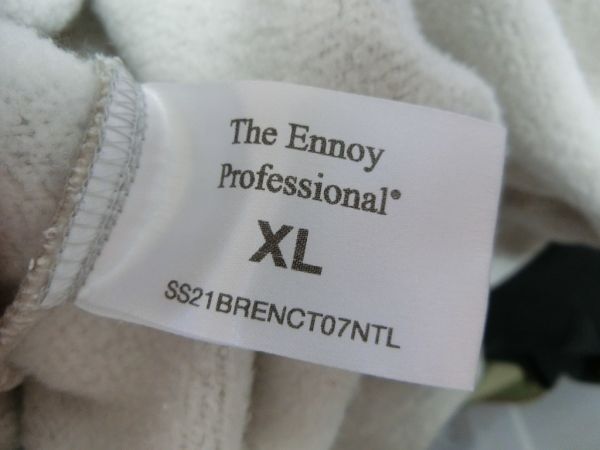 The Ennoy
Professional®
XL
SS21BRENCT07NTL